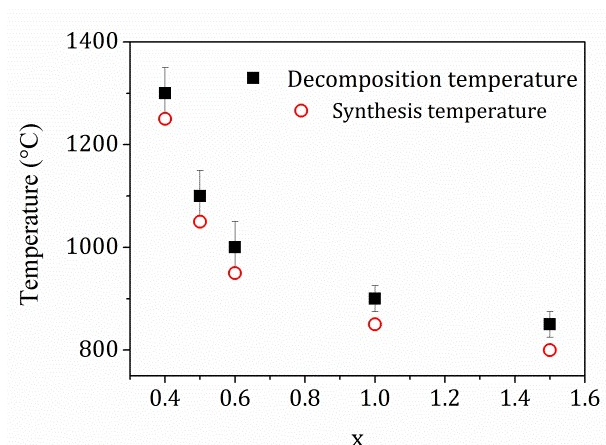 1400
Decomposition temperature
Synthesis temperature
1200
Temperature (°C)
1000
800
0.4 0.6 0.8 1.0 1.2 1.4 1.6
x